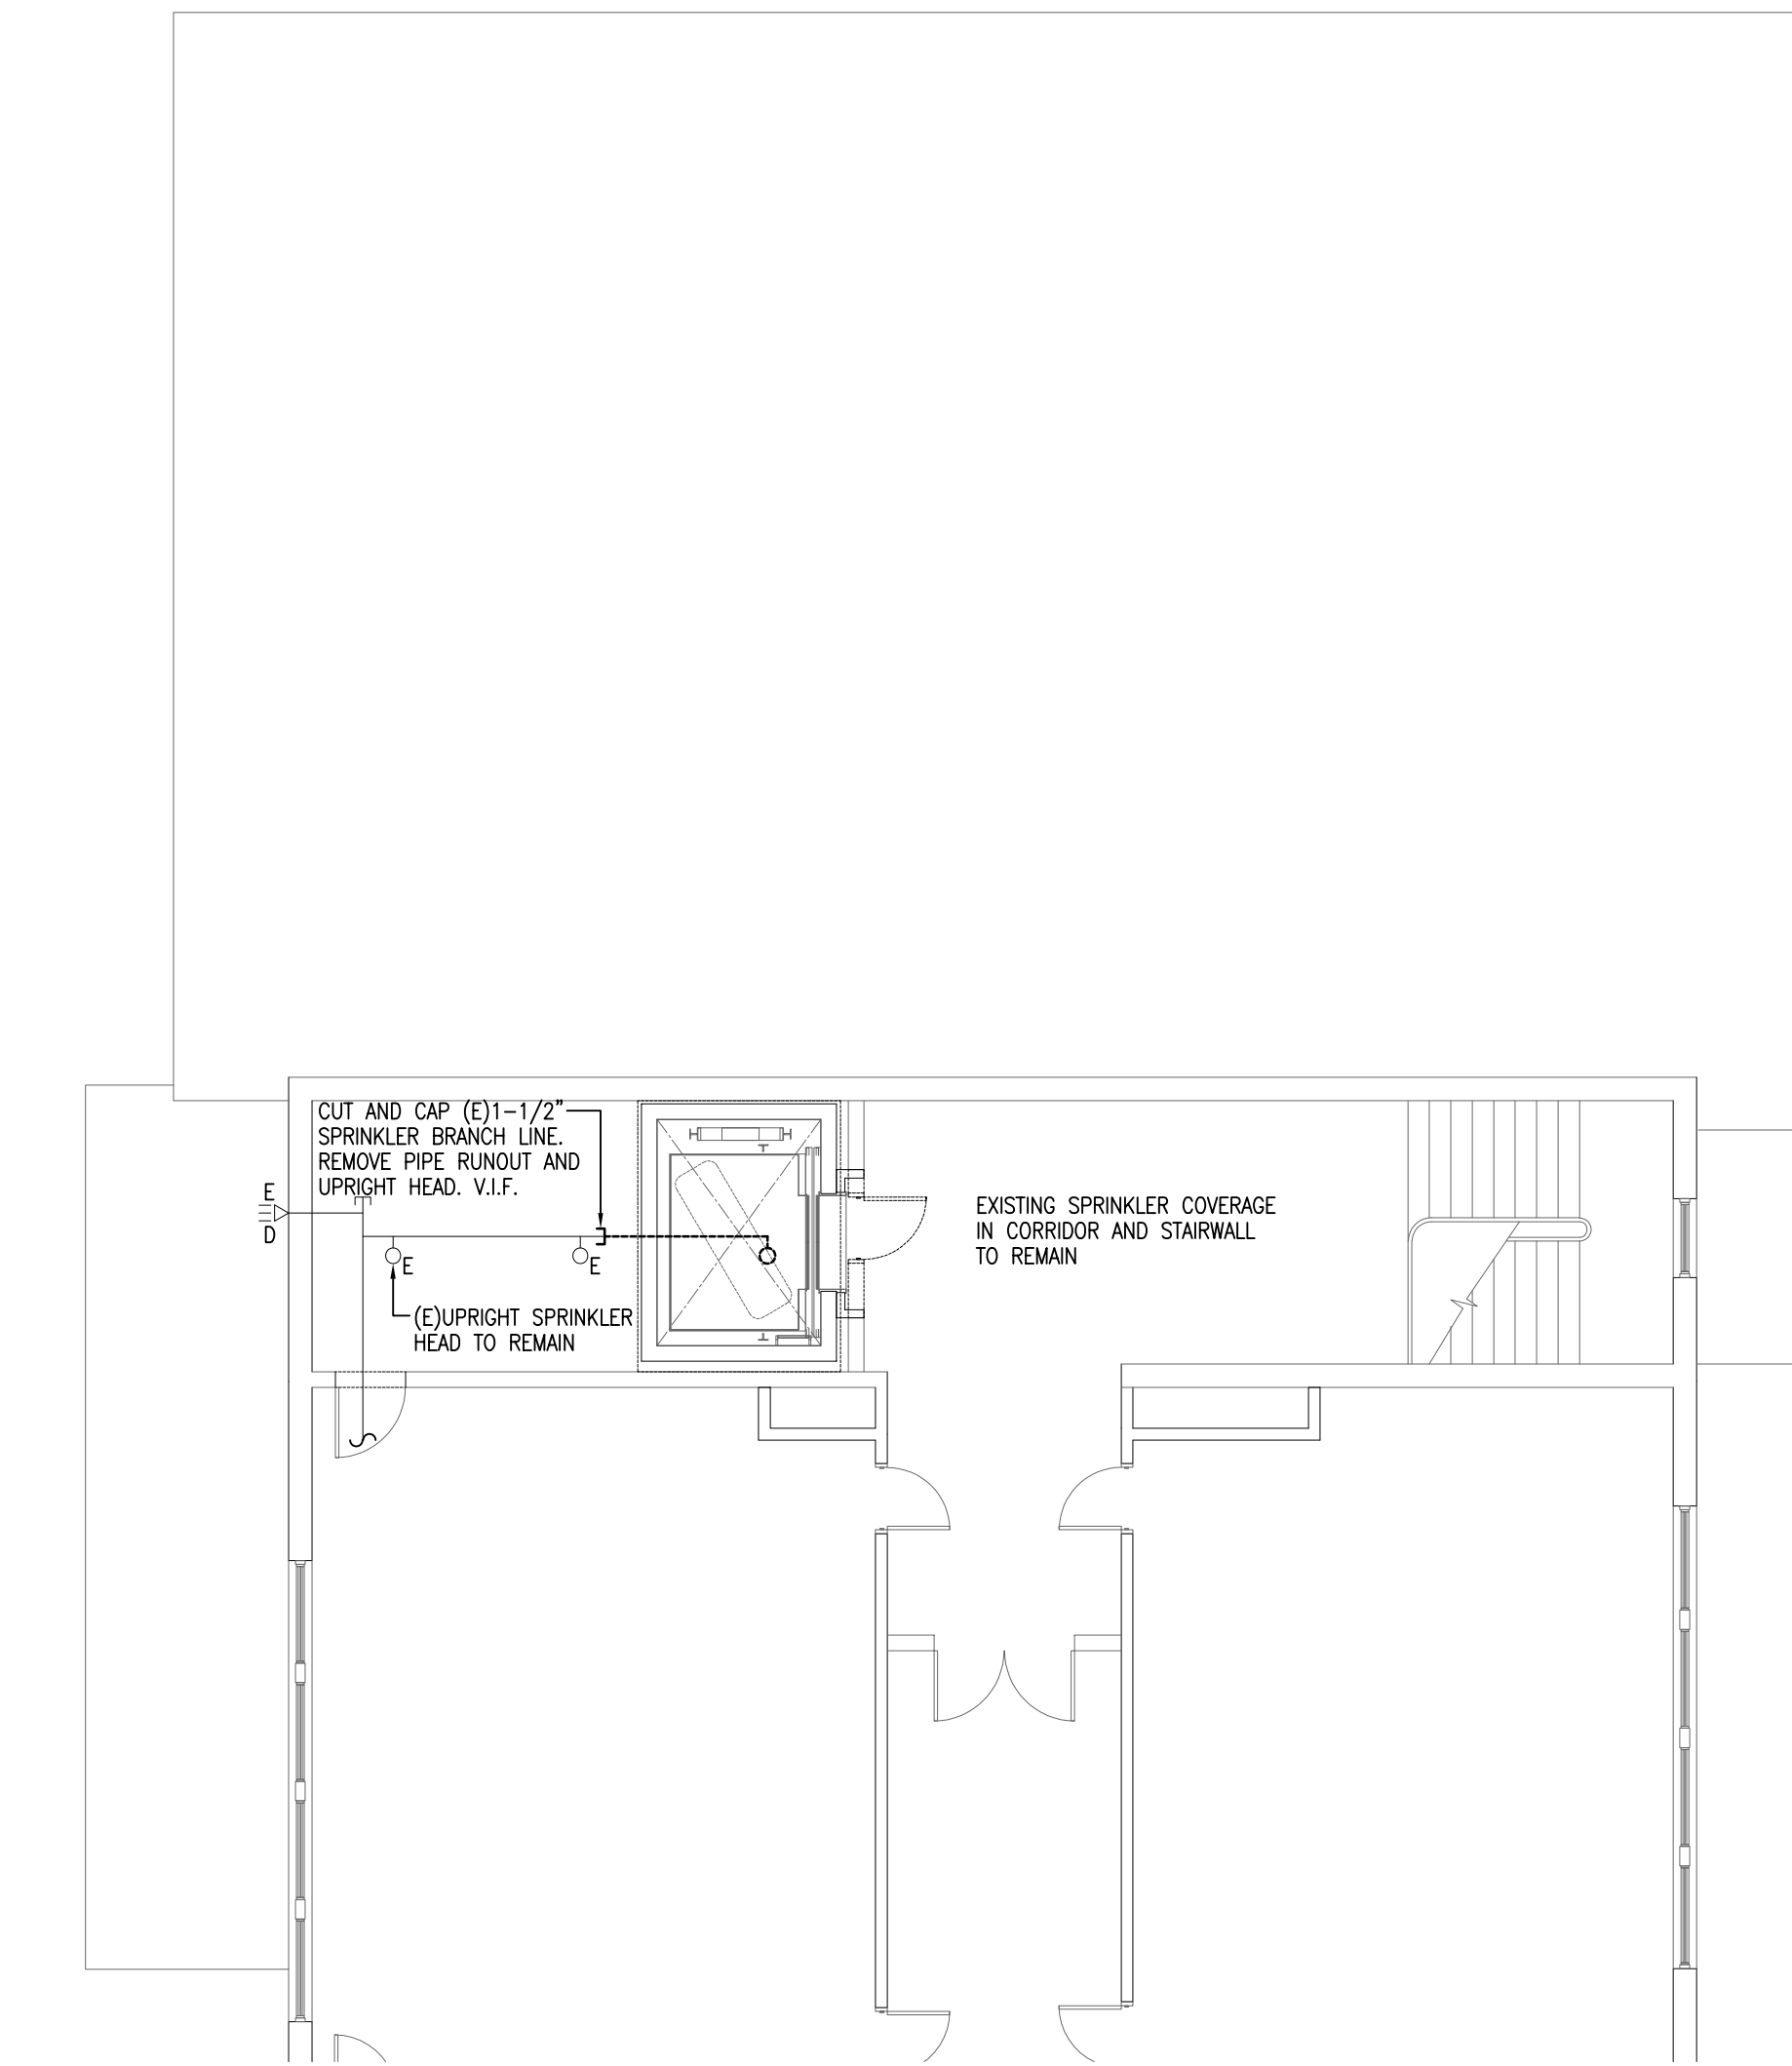 CUT AND CAP (E)1-1/2"
SPRINKLER BRANCH LINE.
REMOVE PIPE RUNOUT AND
UPRIGHT HEAD. V.I.F.
E
D
EXISTING SPRINKLER COVERAGE
IN CORRIDOR AND STAIRWALL
TO REMAIN
E
E
(E)UPRIGHT SPRINKLER
HEAD TO REMAIN